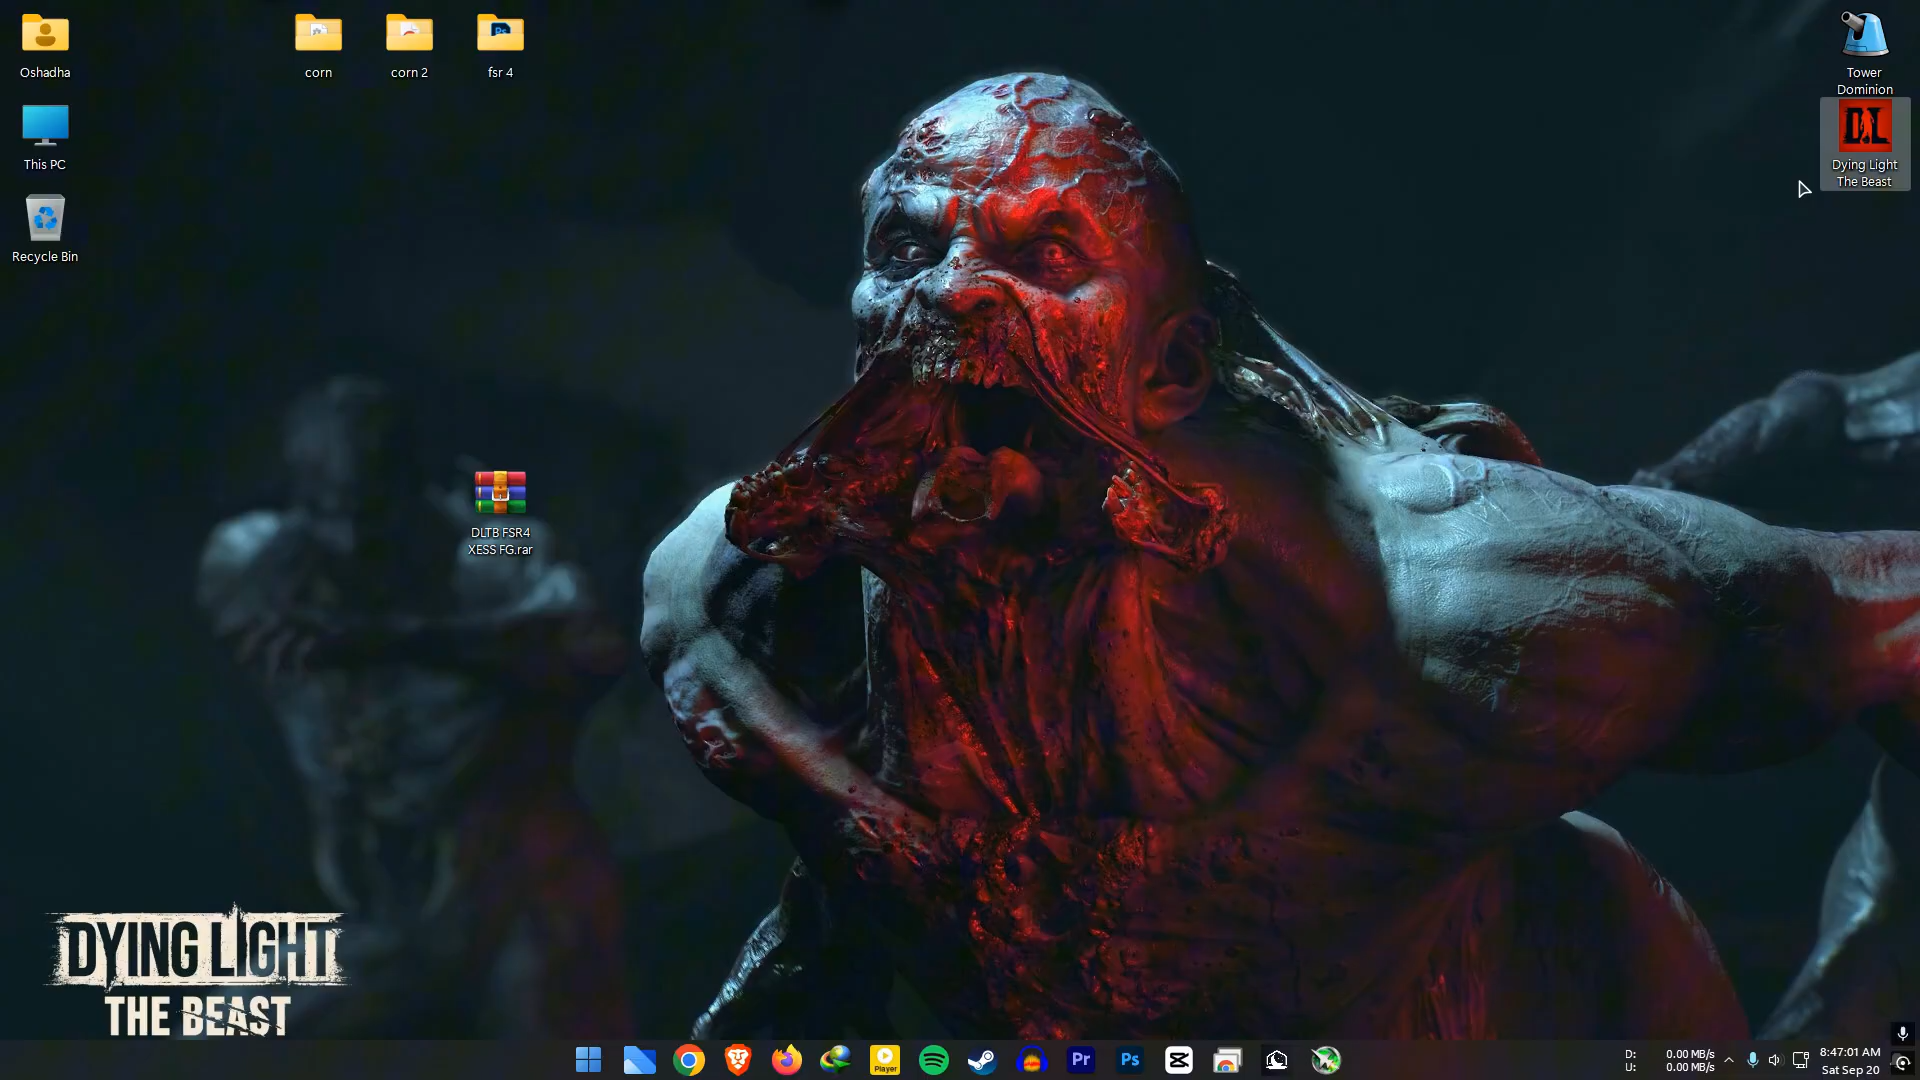 Oshadha
corn
corn 2
fsr 4
Tower
Dominion
This PC
DL
Dying Light
The Beast
Recycle Bin
DLTB FSR4
XESS FG.rar
DYING LIGHT
THE BEAST
Player
Pr
Ps
Ps
D: 0.00 MB/s
U: 0.00 MB/s
8:47:01 AM
Sat Sep 20